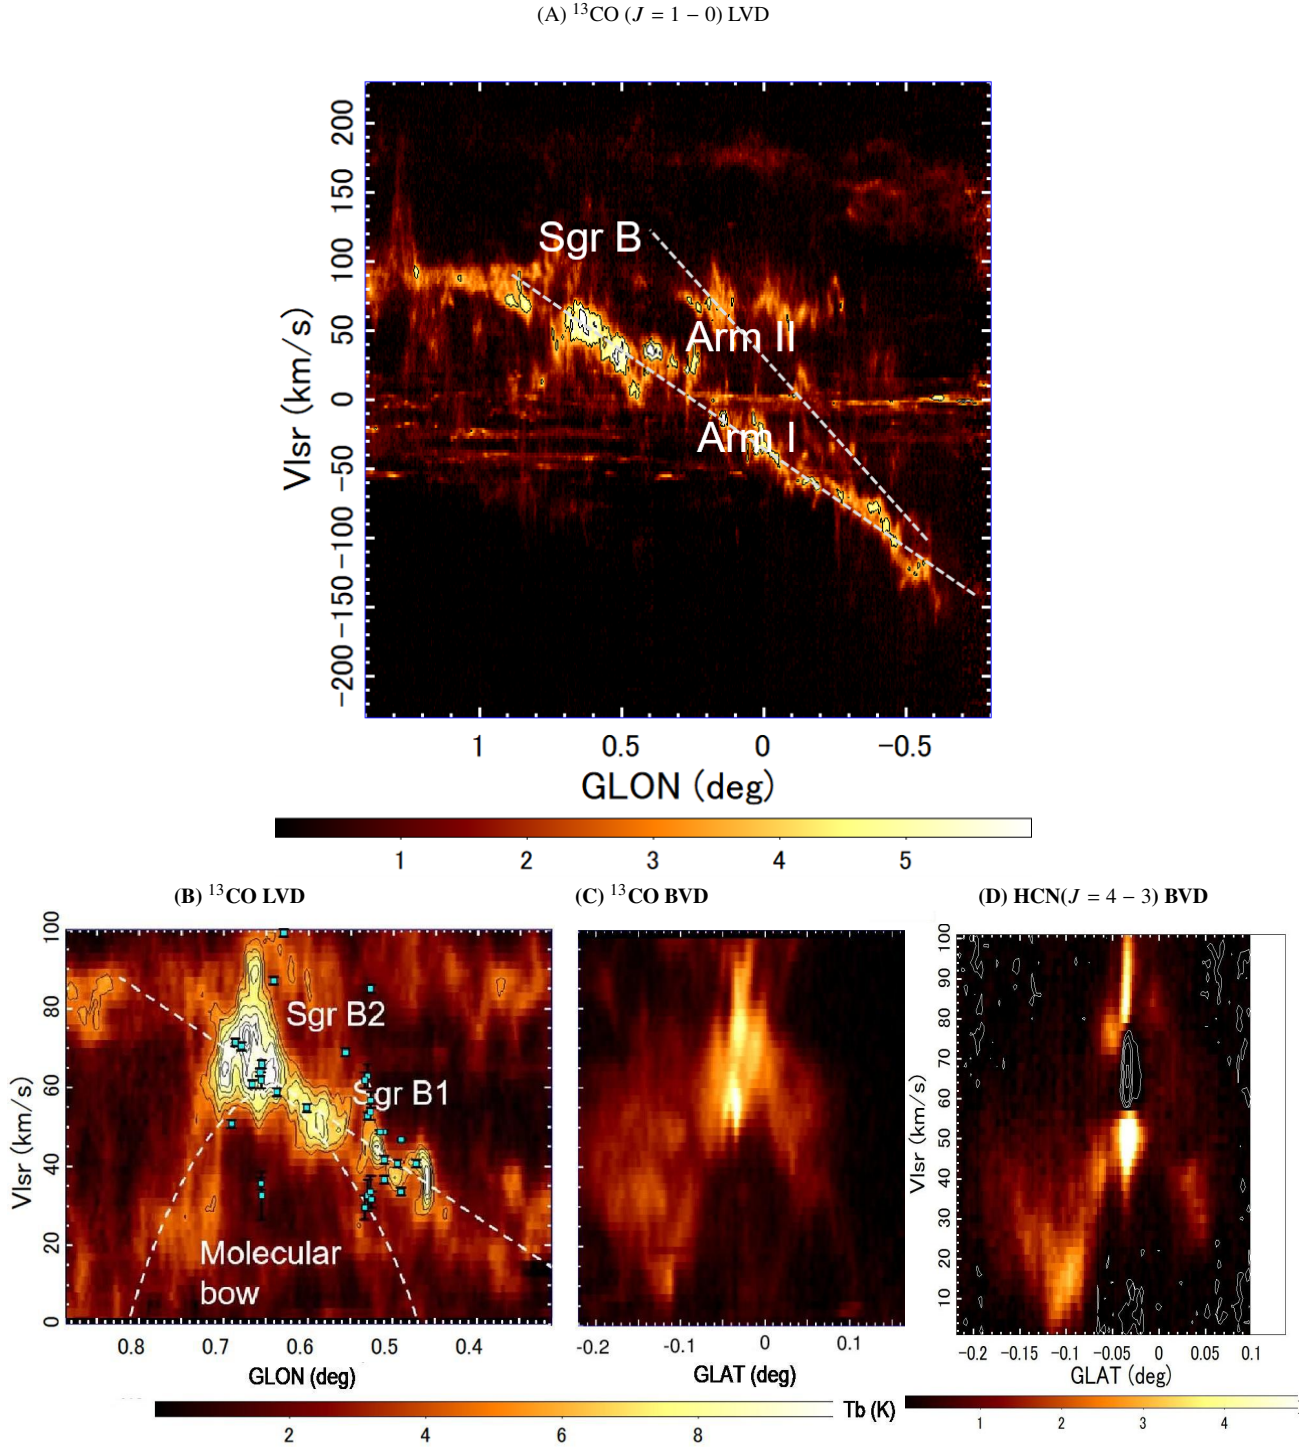 (A) ¹³CO (J = 1 − 0) LVD
200
150
100
50
0
−50
−100
−150
−200
Vlsr (km/s)
Sgr B
Arm II
Arm I
1 0.5 0 −0.5
GLON (deg)
1 2 3 4 5
(B) ¹³CO LVD
(C) ¹³CO BVD
(D) HCN(J = 4 − 3) BVD
100
80
60
40
20
0
Vlsr (km/s)
Sgr B2
Sgr B1
Molecular
bow
0.8 0.7 0.6 0.5 0.4
GLON (deg)
-0.2 -0.1 0 0.1
GLAT (deg)
100
90
80
70
60
50
40
30
20
10
Vlsr (km/s)
-0.2 -0.15 -0.1 -0.05 0 0.05 0.1
GLAT (deg)
2 4 6 8
Tb (K)
1 2 3 4